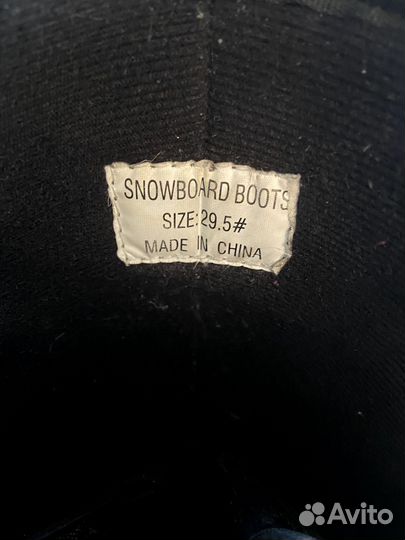 SNOWBOARD BOOTS
SIZE:29.5#
MADE IN CHINA
Avito